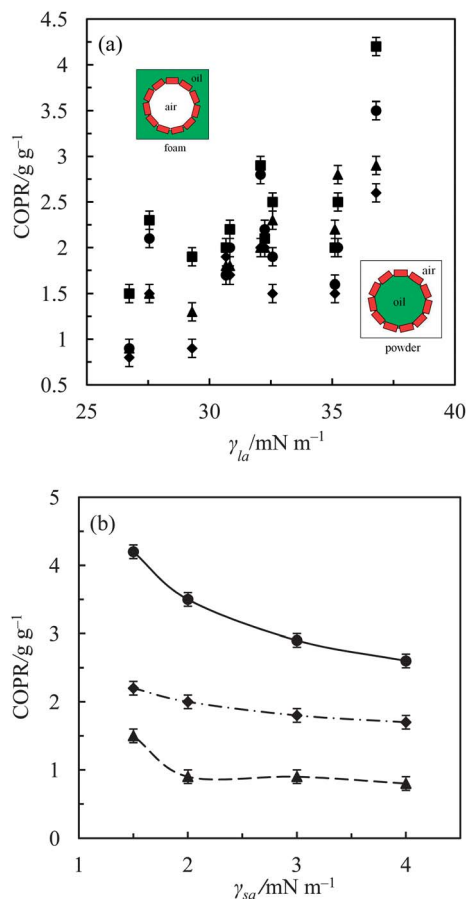 (a)
4.5
4
3.5
3
2.5
2
1.5
1
0.5
COPR/g g⁻¹
oil
air
foam
air
oil
powder
25
30
35
40
γla/mN m⁻¹
(b)
5
4
3
2
1
0
COPR/g g⁻¹
1
2
3
4
γsa/mN m⁻¹